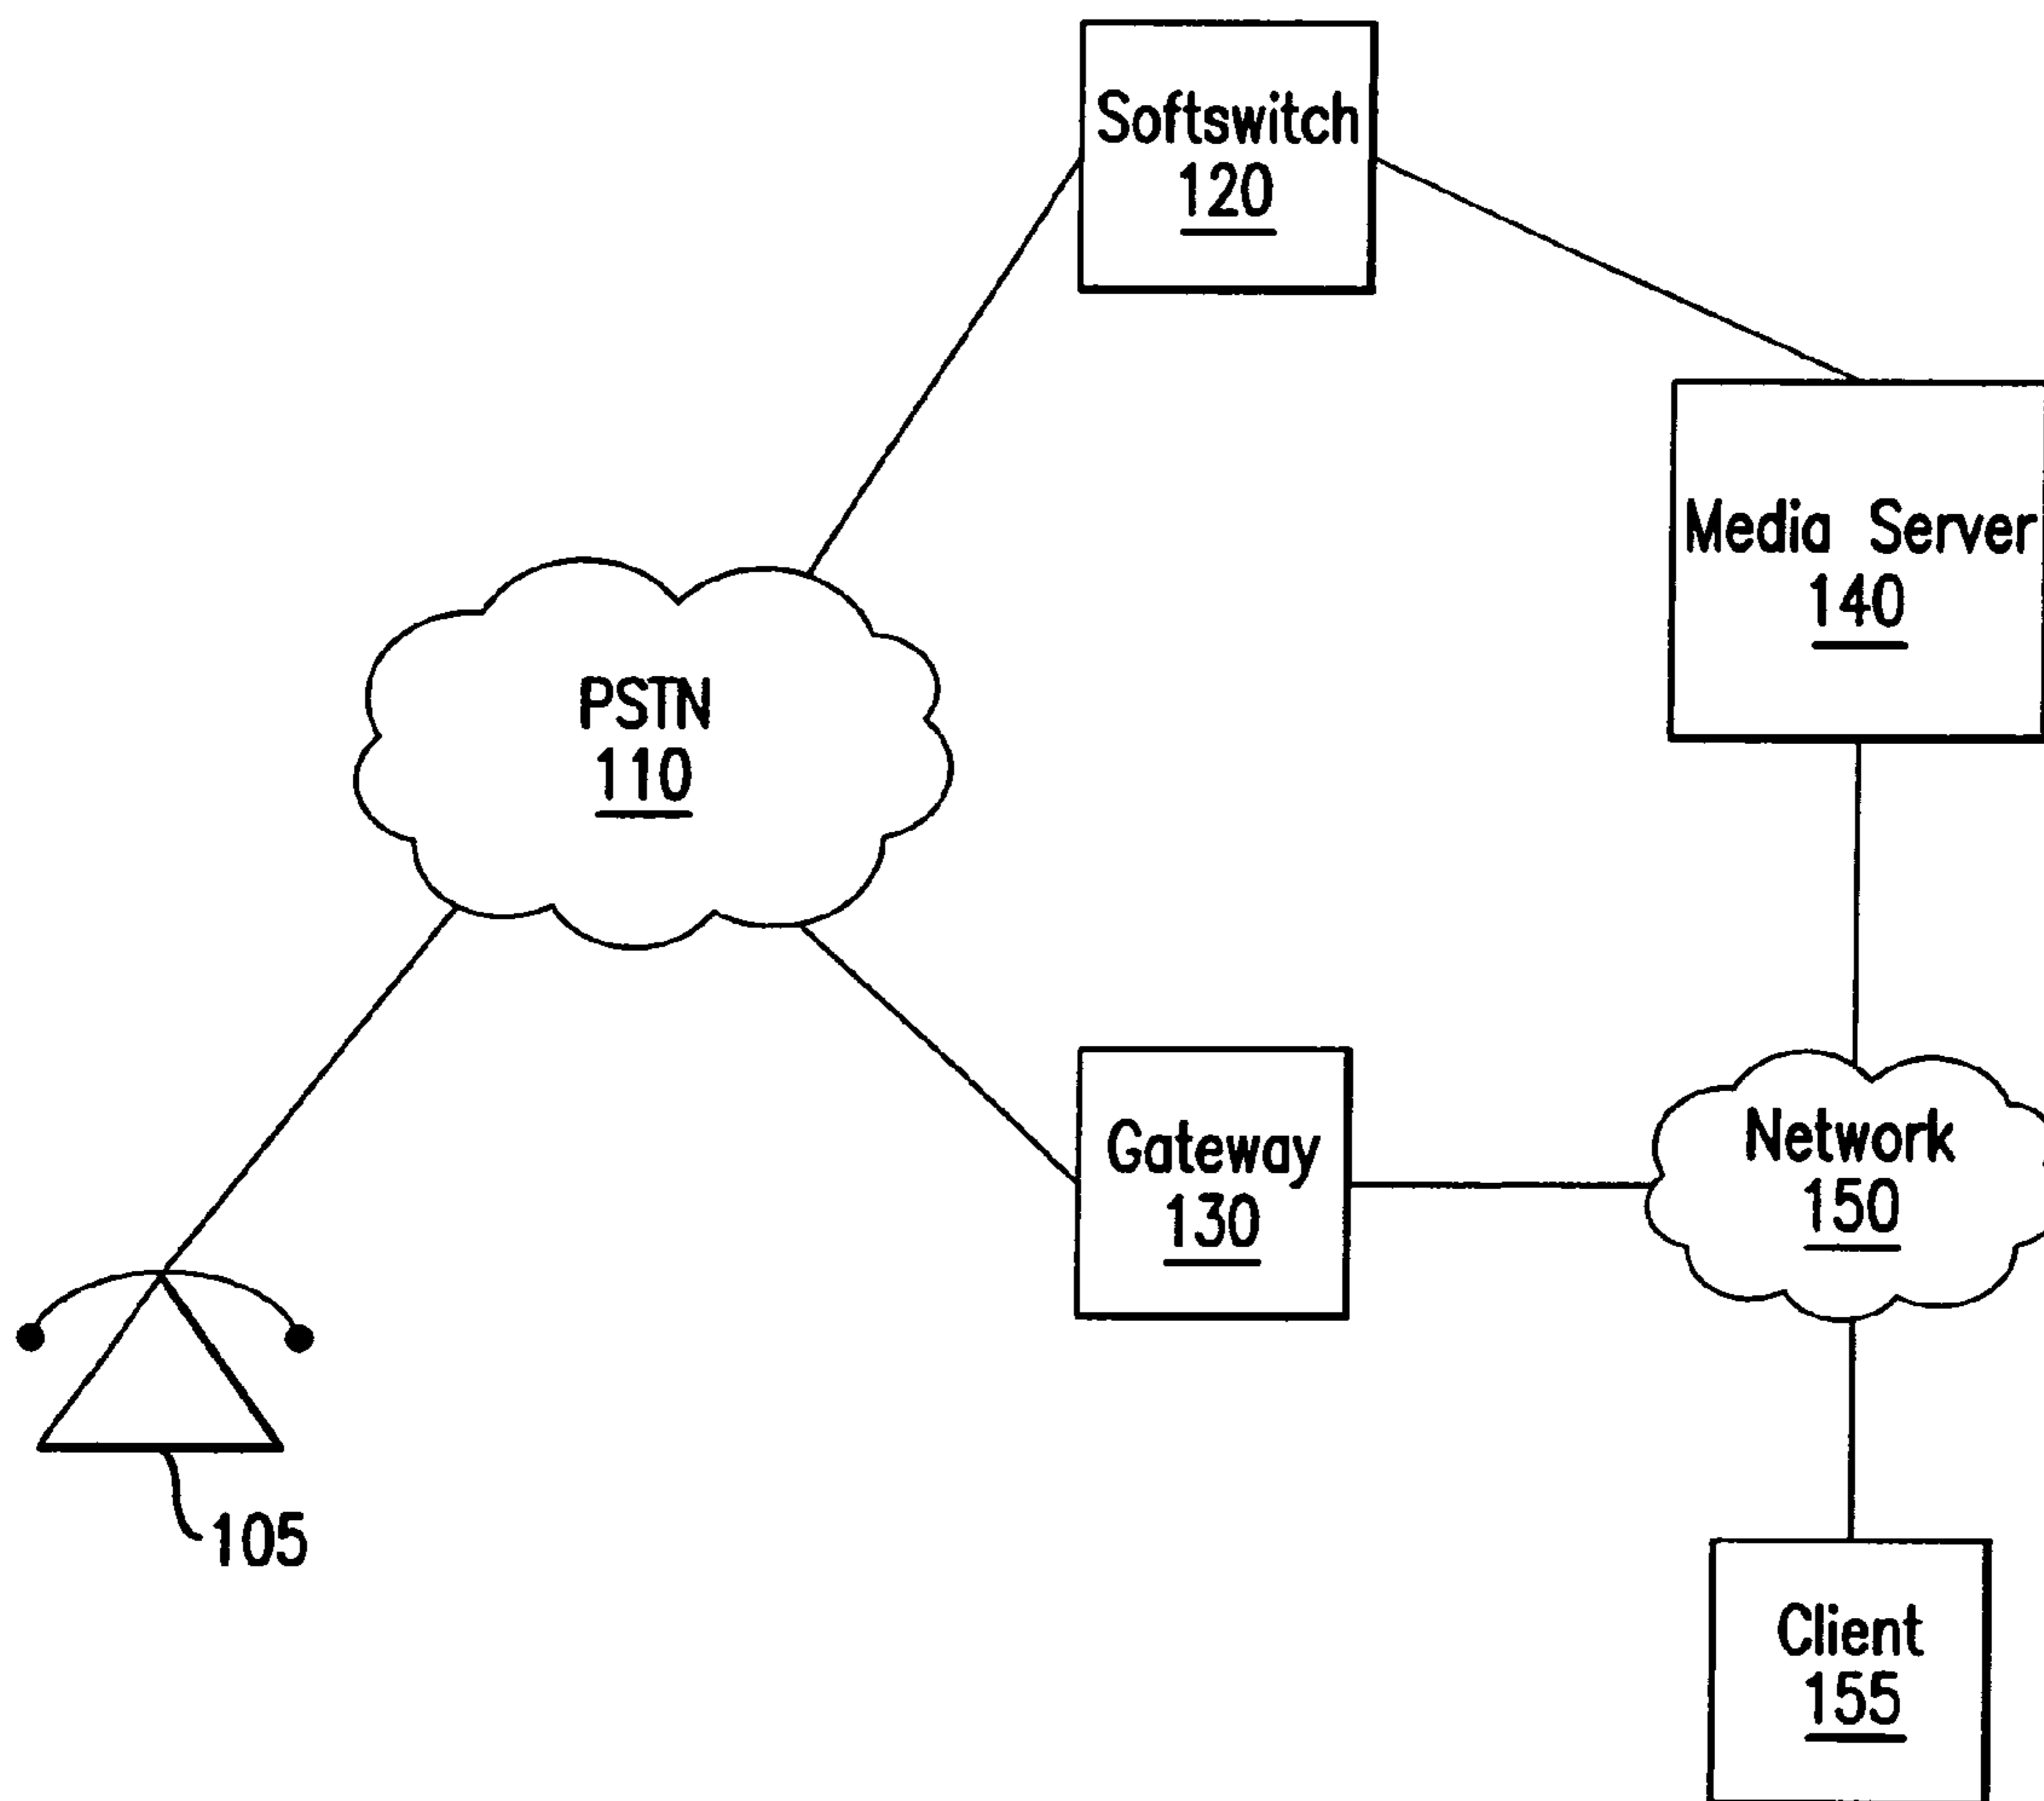 Softswitch
120
Media Server
140
PSTN
110
Gateway
130
Network
150
105
Client
155